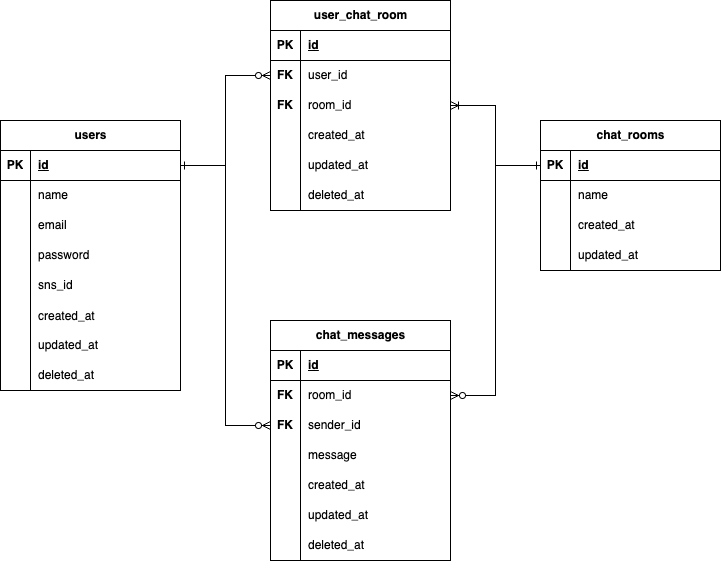 user_chat_room
PK id
FK user_id
FK room_id
created_at
updated_at
deleted_at
users
PK id
name
email
password
sns_id
created_at
updated_at
deleted_at
chat_rooms
PK id
name
created_at
updated_at
chat_messages
PK id
FK room_id
FK sender_id
message
created_at
updated_at
deleted_at